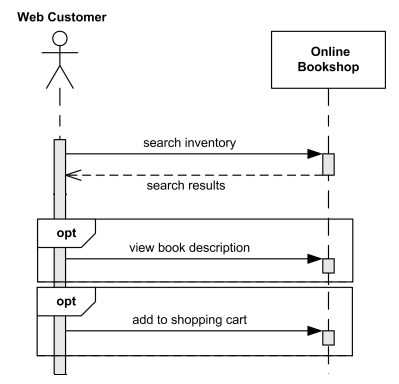 Web Customer
Online
Bookshop
search inventory
search results
opt
view book description
opt
add to shopping cart